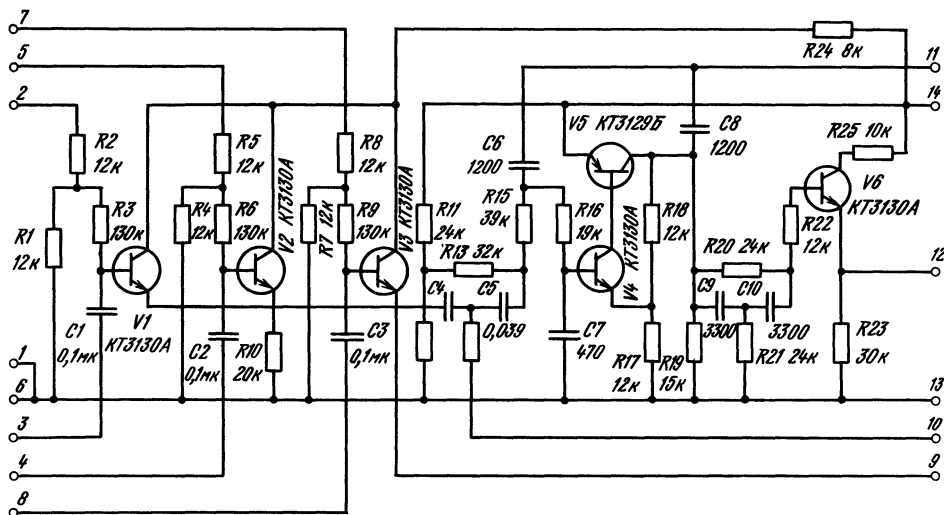 7
5
2
R24 8к
11
14
R2
12к
R5
12к
R8
12к
V5 КТ3129Б
C6
1200
C8
1200
R25 10к
V6
КТ3130А
R1
12к
R3
130к
R4
12к
R6
130к
V2 КТ3130А
R7 12к
R9
130к
V3 КТ3130А
R11
24к
R15
39к
R16
19к
КТ3130А
V4
R18
12к
R22
12к
R13 32к
R20 24к
C4
C5
0,039
C9
C10
3300
3300
12
C1
0,1мк
V1
КТ3130А
C2
0,1мк
R10
20к
C3
0,1мк
C7
470
R17
12к
R19
15к
R21 24к
R23
30к
1
6
13
3
10
4
9
8